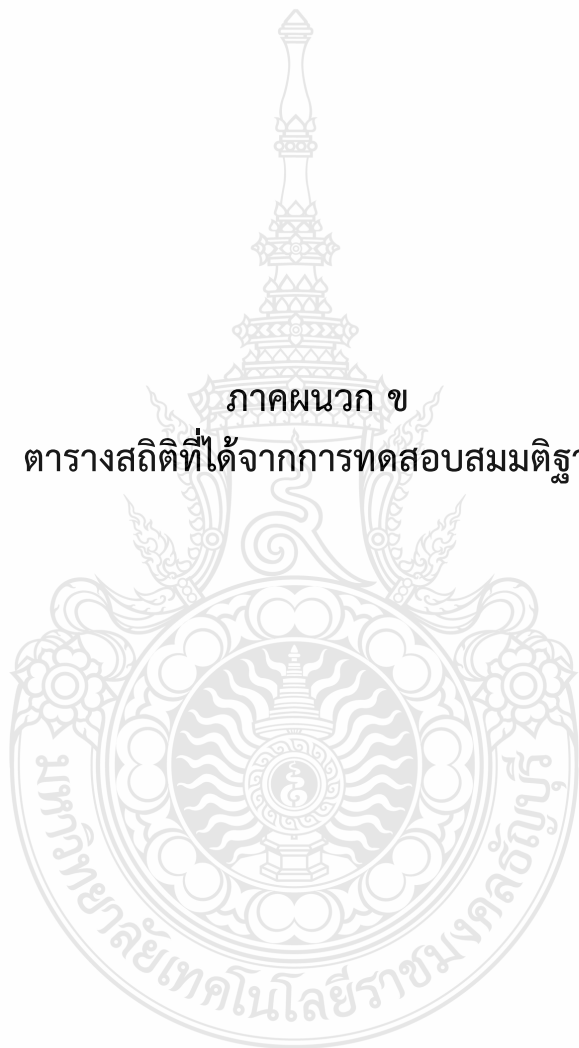 ภาคผนวก ข
ตารางสถิติที่ได้จากการทดสอบสมมติฐา
มหาวิทยาลัยเทคโนโลยีราชมงคลธัญบุรี